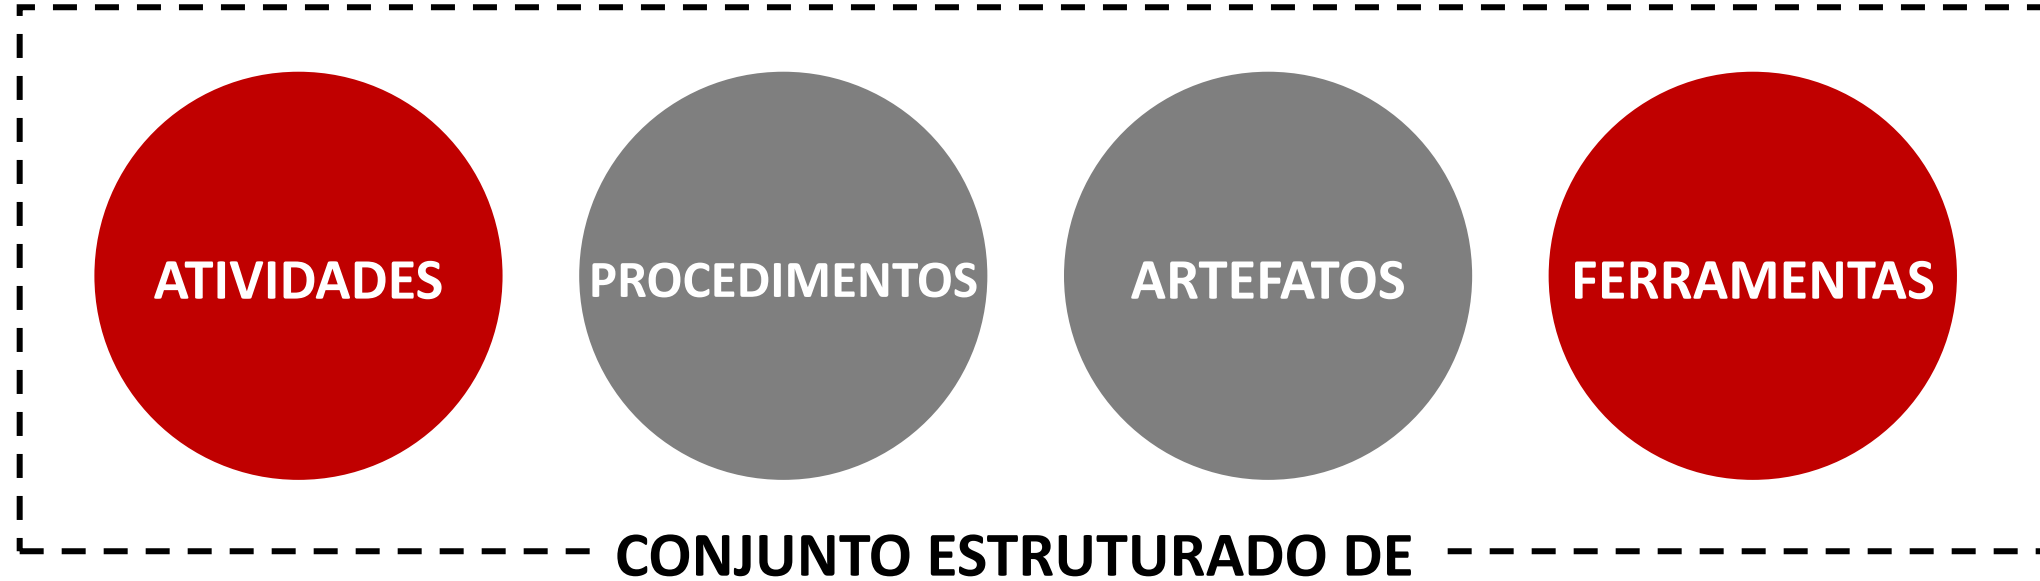 ATIVIDADES
PROCEDIMENTOS
ARTEFATOS
FERRAMENTAS
CONJUNTO ESTRUTURADO DE